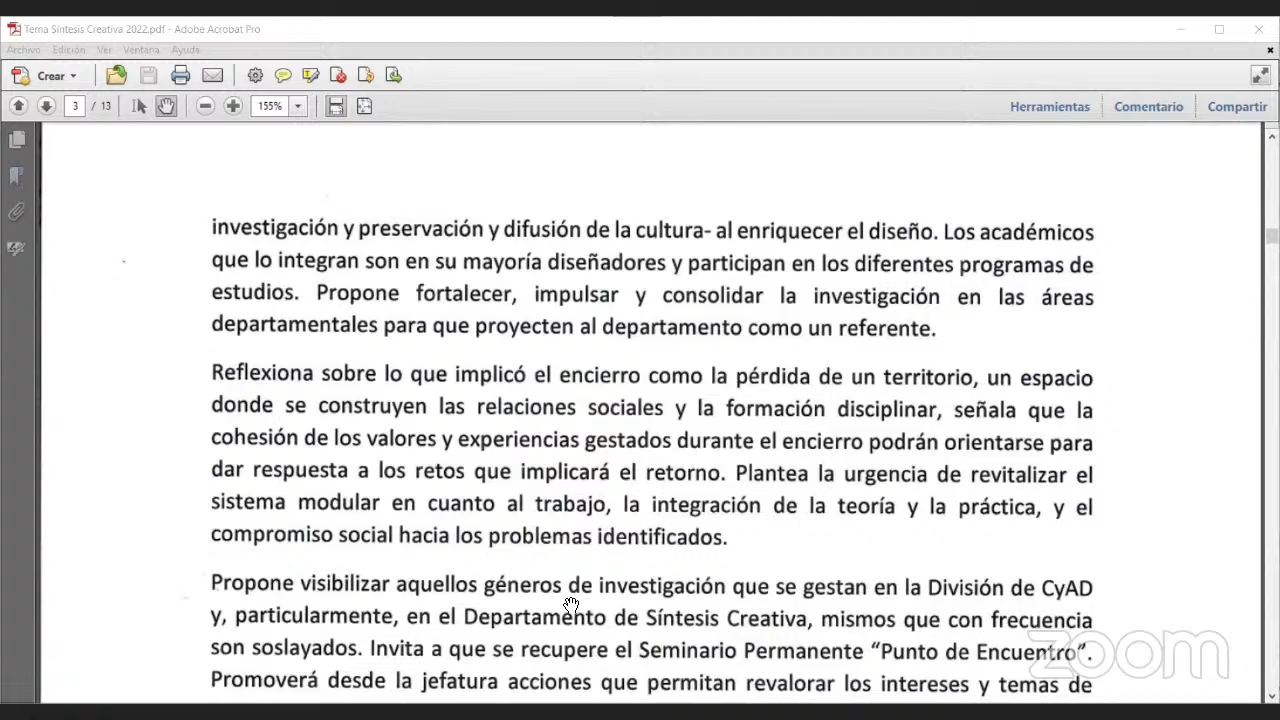 Terna Síntesis Creativa 2022.pdf - Adobe Acrobat Pro
Archivo Edición Ver Ventana Ayuda
Crear
3 / 13 155% Herramientas Comentario Compartir
investigación y preservación y difusión de la cultura- al enriquecer el diseño. Los académicos
que lo integran son en su mayoría diseñadores y participan en los diferentes programas de
estudios. Propone fortalecer, impulsar y consolidar la investigación en las áreas
departamentales para que proyecten al departamento como un referente.
Reflexiona sobre lo que implicó el encierro como la pérdida de un territorio, un espacio
donde se construyen las relaciones sociales y la formación disciplinar, señala que la
cohesión de los valores y experiencias gestados durante el encierro podrán orientarse para
dar respuesta a los retos que implicará el retorno. Plantea la urgencia de revitalizar el
sistema modular en cuanto al trabajo, la integración de la teoría y la práctica, y el
compromiso social hacia los problemas identificados.
Propone visibilizar aquellos géneros de investigación que se gestan en la División de CyAD
y, particularmente, en el Departamento de Síntesis Creativa, mismos que con frecuencia
son soslayados. Invita a que se recupere el Seminario Permanente “Punto de Encuentro”.
Promoverá desde la jefatura acciones que permitan revalorar los intereses y temas de
zoom